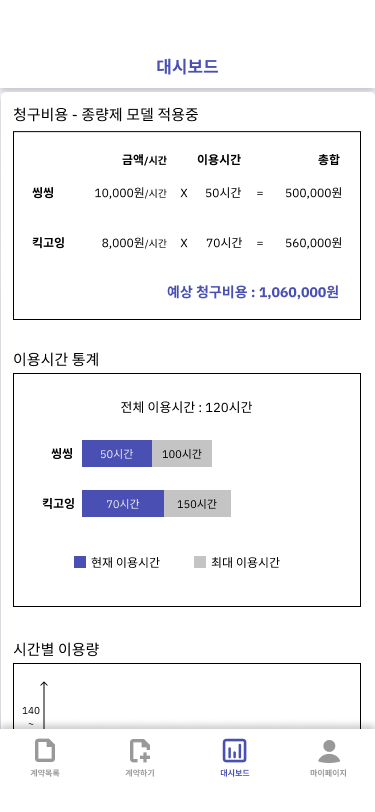 대시보드
청구비용 - 종량제 모델 적용중
금액/시간 이용시간 총합
씽씽 10,000원/시간 X 50시간 = 500,000원
킥고잉 8,000원/시간 X 70시간 = 560,000원
예상 청구비용 : 1,060,000원
이용시간 통계
전체 이용시간 : 120시간
씽씽 50시간 100시간
킥고잉 70시간 150시간
현재 이용시간 최대 이용시간
시간별 이용량
140
~
계약목록 계약하기 대시보드 마이페이지